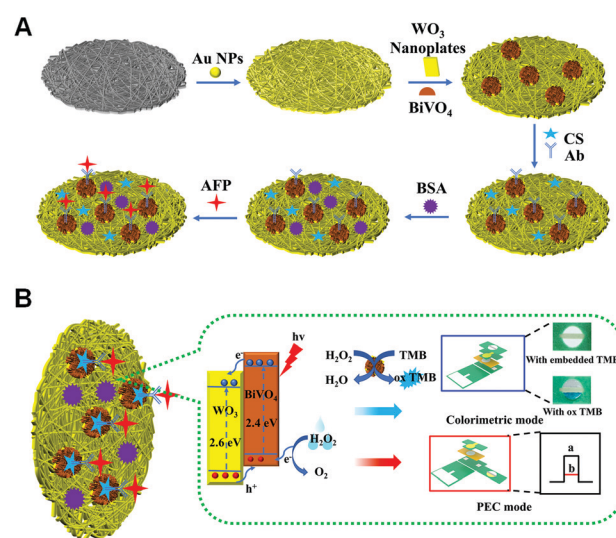 A
Au NPs
WO3
Nanoplates
BiVO4
CS
Ab
AFP
BSA
B
hv
e-
BiVO4
WO3
2.4 eV
2.6 eV
h+
e-
H2O2
O2
H2O2 TMB
H2O ox TMB
With embedded TMB
With ox TMB
Colorimetric mode
a
b
PEC mode